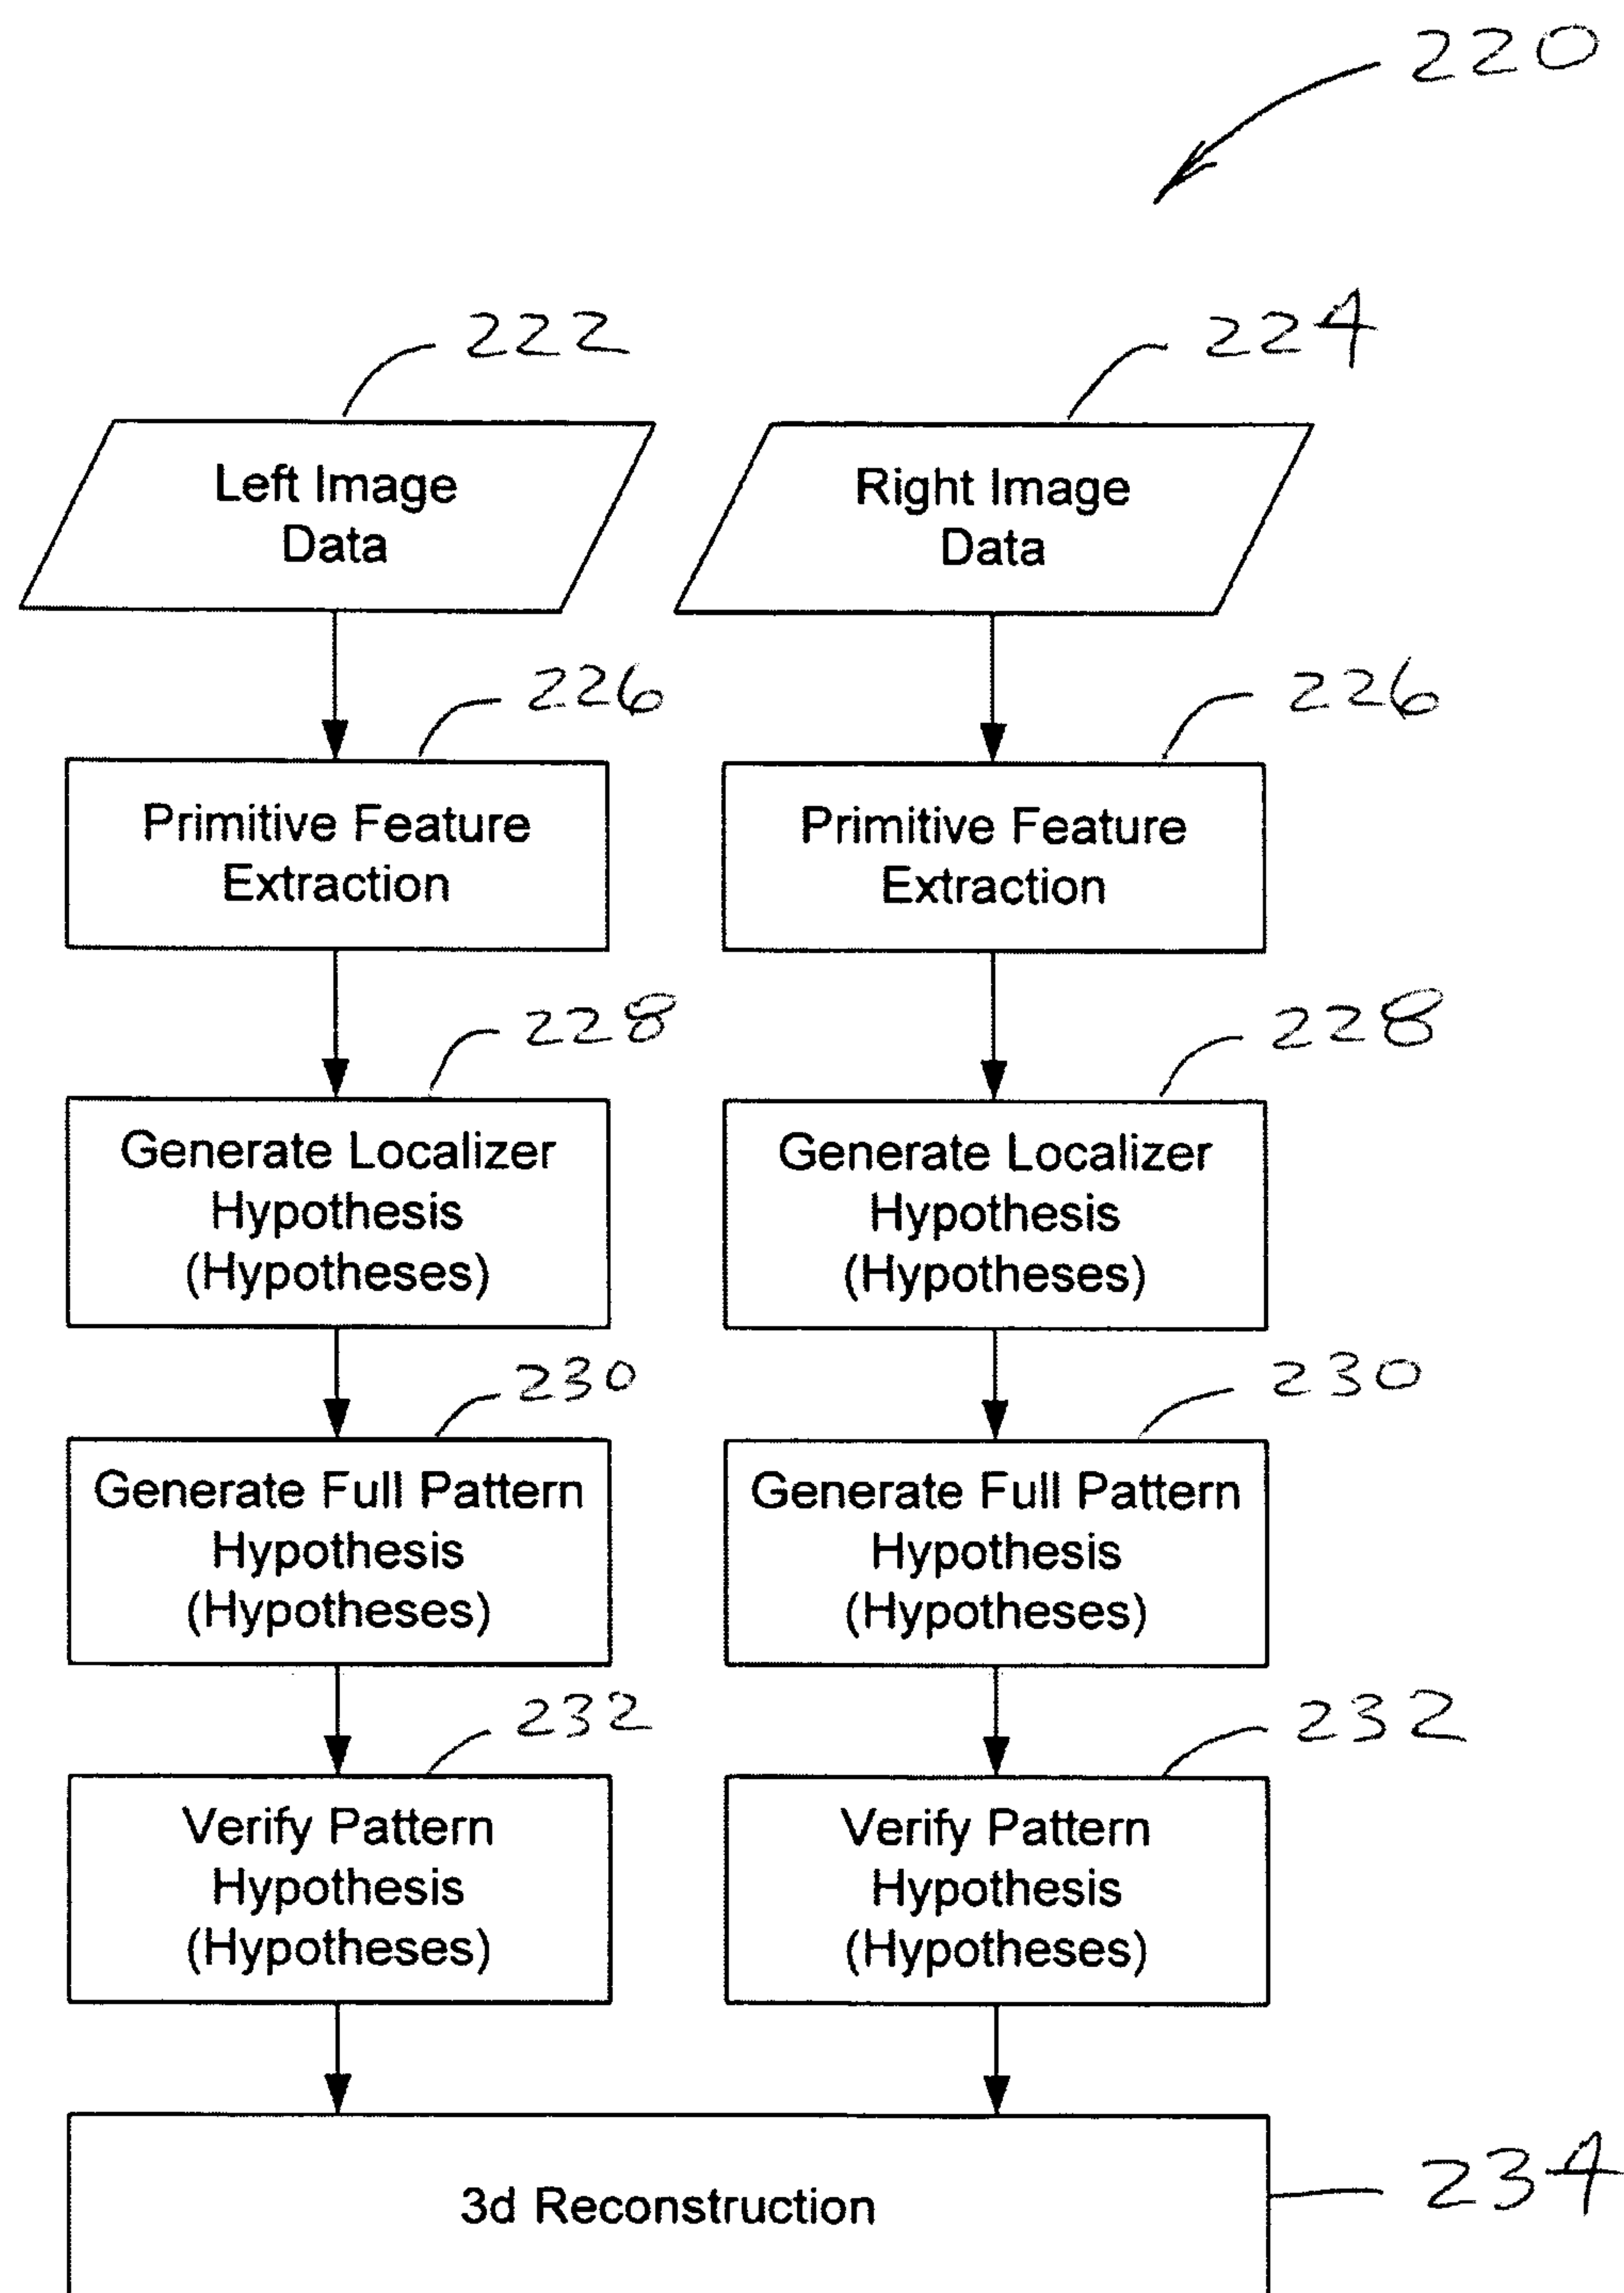 220
222
224
Left Image
Data
Right Image
Data
226
226
Primitive Feature
Extraction
Primitive Feature
Extraction
228
228
Generate Localizer
Hypothesis
(Hypotheses)
Generate Localizer
Hypothesis
(Hypotheses)
230
230
Generate Full Pattern
Hypothesis
(Hypotheses)
Generate Full Pattern
Hypothesis
(Hypotheses)
232
232
Verify Pattern
Hypothesis
(Hypotheses)
Verify Pattern
Hypothesis
(Hypotheses)
3d Reconstruction
234